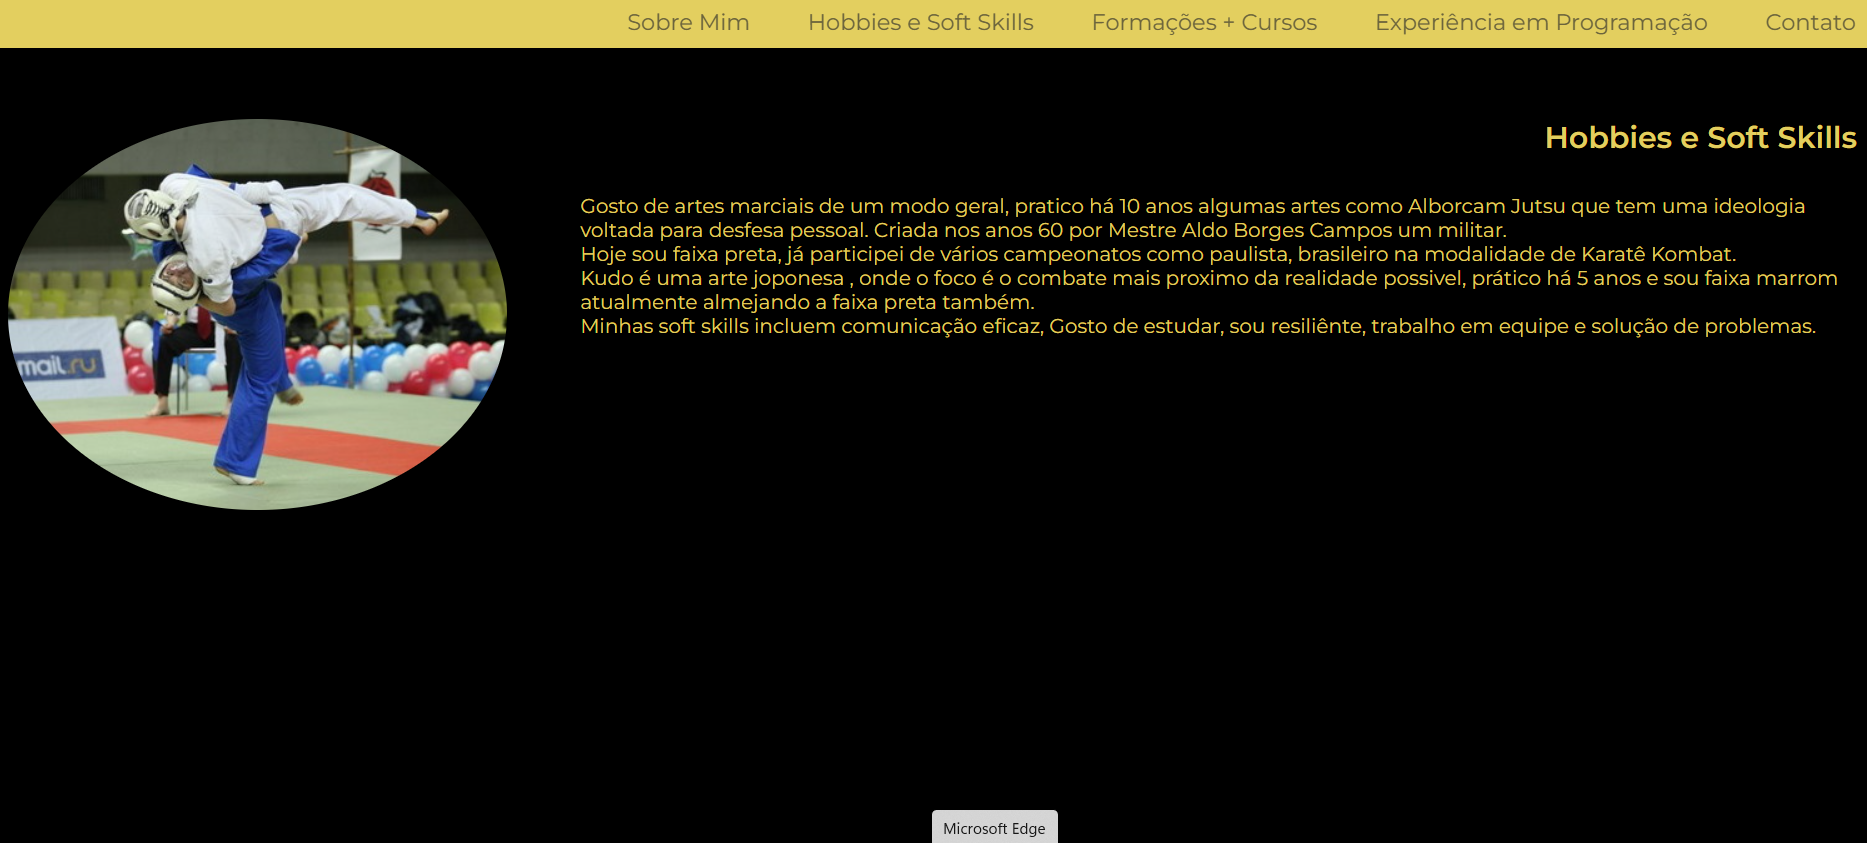 Sobre Mim Hobbies e Soft Skills Formações + Cursos Experiência em Programação Contato
Hobbies e Soft Skills
Gosto de artes marciais de um modo geral, pratico há 10 anos algumas artes como Alborcam Jutsu que tem uma ideologia
voltada para desfesa pessoal. Criada nos anos 60 por Mestre Aldo Borges Campos um militar.
Hoje sou faixa preta, já participei de vários campeonatos como paulista, brasileiro na modalidade de Karatê Kombat.
Kudo é uma arte joponesa , onde o foco é o combate mais proximo da realidade possivel, prático há 5 anos e sou faixa marrom
atualmente almejando a faixa preta também.
Minhas soft skills incluem comunicação eficaz, Gosto de estudar, sou resiliênte, trabalho em equipe e solução de problemas.
mail.ru
Microsoft Edge